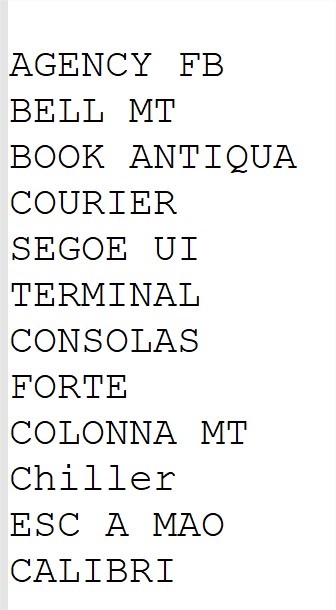 AGENCY FB
BELL MT
BOOK ANTIQUA
COURIER
SEGOE UI
TERMINAL
CONSOLAS
FORTE
COLONNA MT
Chiller
ESC A MAO
CALIBRI